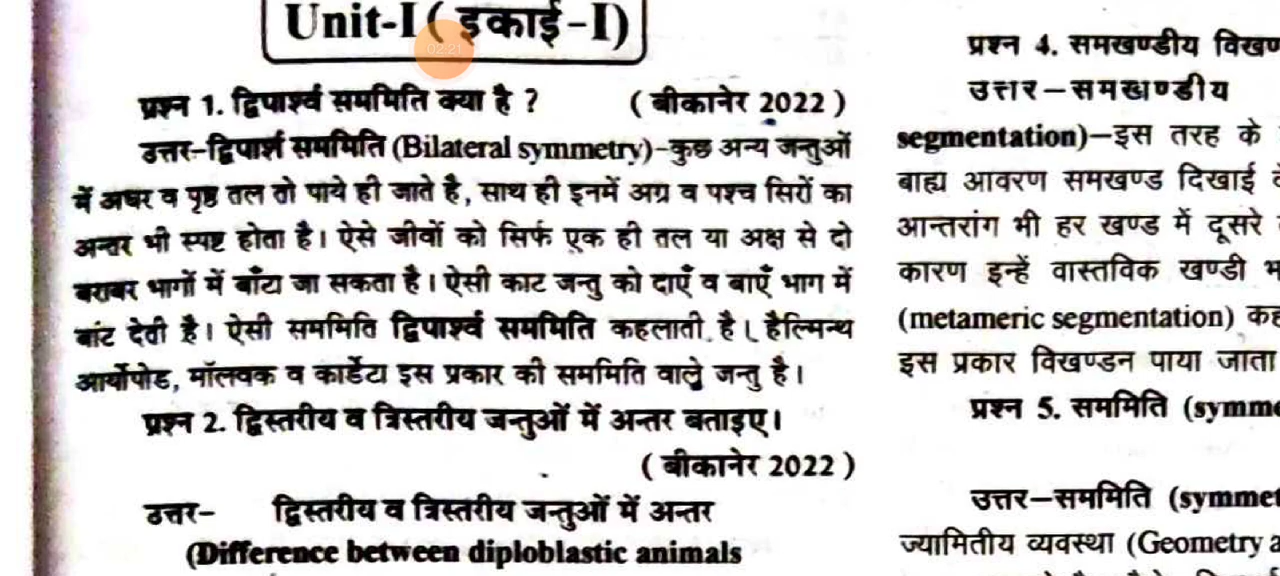 Unit-I ( इकाई-I)
02:21
प्रश्न 1. द्विपार्श्व सममिति क्या है ? ( बीकानेर 2022 )
उत्तर–द्विपार्श सममिति (Bilateral symmetry)–कुछ अन्य जन्तुओं
में अधर व पृष्ठ तल तो पाये ही जाते है, साथ ही इनमें अग्र व पश्च सिरों का
अन्तर भी स्पष्ट होता है। ऐसे जीवों को सिर्फ एक ही तल या अक्ष से दो
बराबर भागों में बाँटा जा सकता है। ऐसी काट जन्तु को दाएँ व बाएँ भाग में
बांट देती है। ऐसी सममिति द्विपार्श्व सममिति कहलाती है। हैल्मिन्थ
आर्योपोड, मॉलक्क व कार्डेटा इस प्रकार की सममिति वाले जन्तु है।
प्रश्न 2. द्विस्तरीय व त्रिस्तरीय जन्तुओं में अन्तर बताइए।
( बीकानेर 2022 )
उत्तर– द्विस्तरीय व त्रिस्तरीय जन्तुओं में अन्तर
(Difference between diploblastic animals
प्रश्न 4. समखण्डीय
उत्तर–समखण्डीय
segmentation)–इस तरह के
बाह्य आवरण समखण्ड दिखाई
आन्तरांग भी हर खण्ड में दूसरे
कारण इन्हें वास्तविक खण्डी
(metameric segmentation)
इस प्रकार विखण्डन पाया जाता
प्रश्न 5. सममिति
उत्तर–सममिति
ज्यामितीय व्यवस्था (Geometry